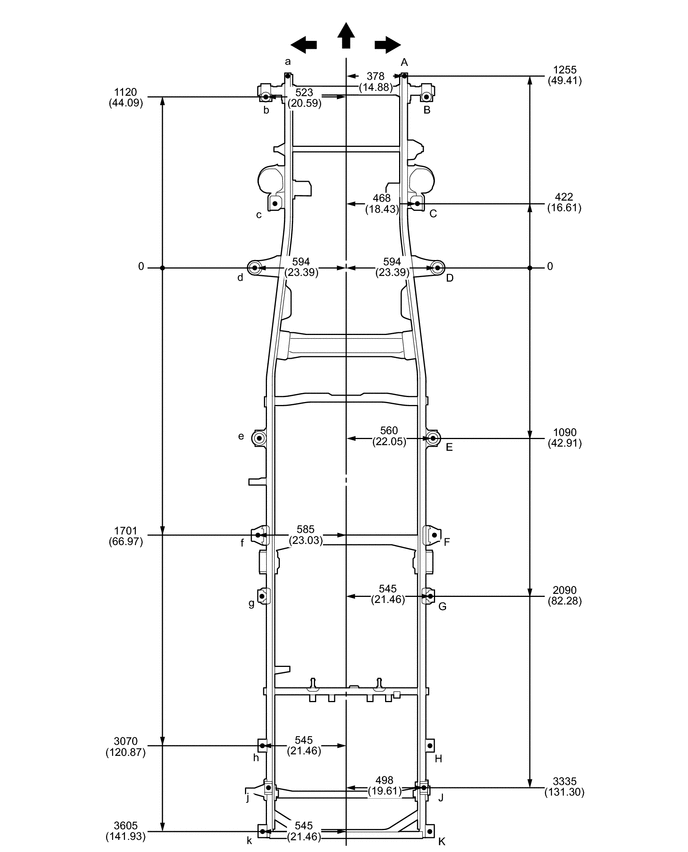 a
A
378
(14.88)
1255
(49.41)
1120
(44.09)
523
(20.59)
b
B
468
(18.43)
422
(16.61)
c
C
0
594
(23.39)
594
(23.39)
0
d
D
e
560
(22.05)
E
1090
(42.91)
1701
(66.97)
585
(23.03)
f
F
545
(21.46)
2090
(82.28)
g
G
3070
(120.87)
545
(21.46)
h
H
498
(19.61)
3335
(131.30)
j
J
3605
(141.93)
545
(21.46)
k
K